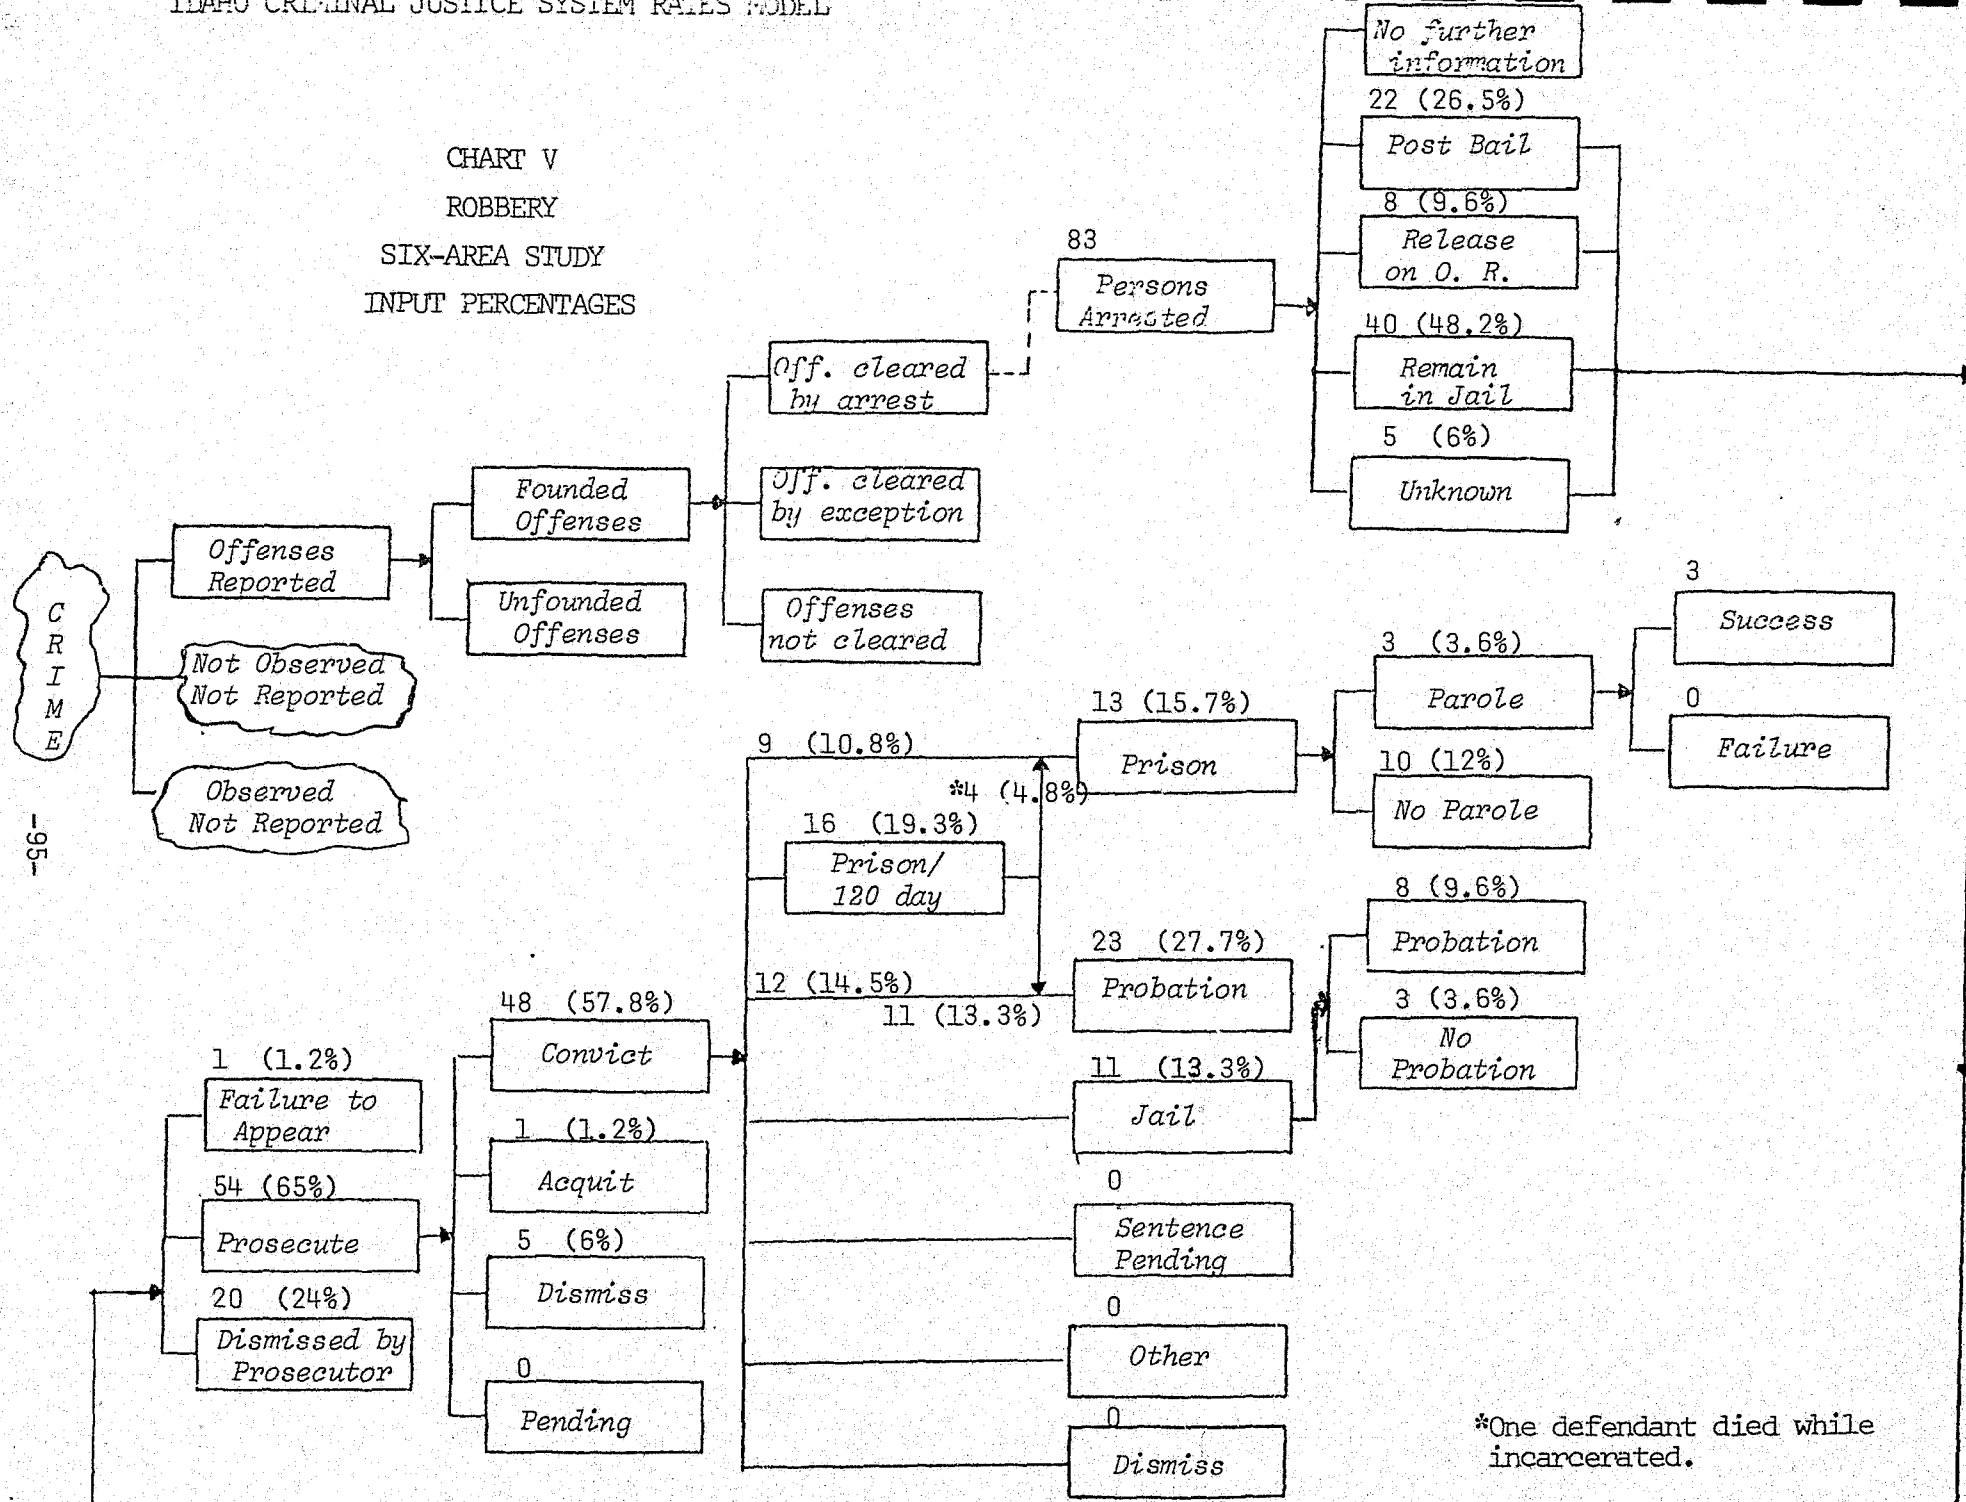 IDAHO CRIMINAL JUSTICE SYSTEM RATES MODEL
CHART V
ROBBERY
SIX-AREA STUDY
INPUT PERCENTAGES
No further
information
22 (26.5%)
Post Bail
8 (9.6%)
Release
on O. R.
83
Persons
Arrested
40 (48.2%)
Remain
in Jail
5 (6%)
Unknown
Off. cleared
by arrest
Off. cleared
by exception
Offenses
not cleared
Founded
Offenses
Unfounded
Offenses
Offenses
Reported
C
R
I
M
E
Not Observed
Not Reported
Observed
Not Reported
-95-
3
Success
0
Failure
3 (3.6%)
Parole
10 (12%)
No Parole
13 (15.7%)
Prison
9 (10.8%)
*4 (4.8%)
16 (19.3%)
Prison/
120 day
8 (9.6%)
Probation
3 (3.6%)
No
Probation
23 (27.7%)
Probation
12 (14.5%)
11 (13.3%)
11 (13.3%)
Jail
0
Sentence
Pending
0
Other
0
Dismiss
48 (57.8%)
Convict
1 (1.2%)
Acquit
5 (6%)
Dismiss
0
Pending
1 (1.2%)
Failure to
Appear
54 (65%)
Prosecute
20 (24%)
Dismissed by
Prosecutor
*One defendant died while
incarcerated.